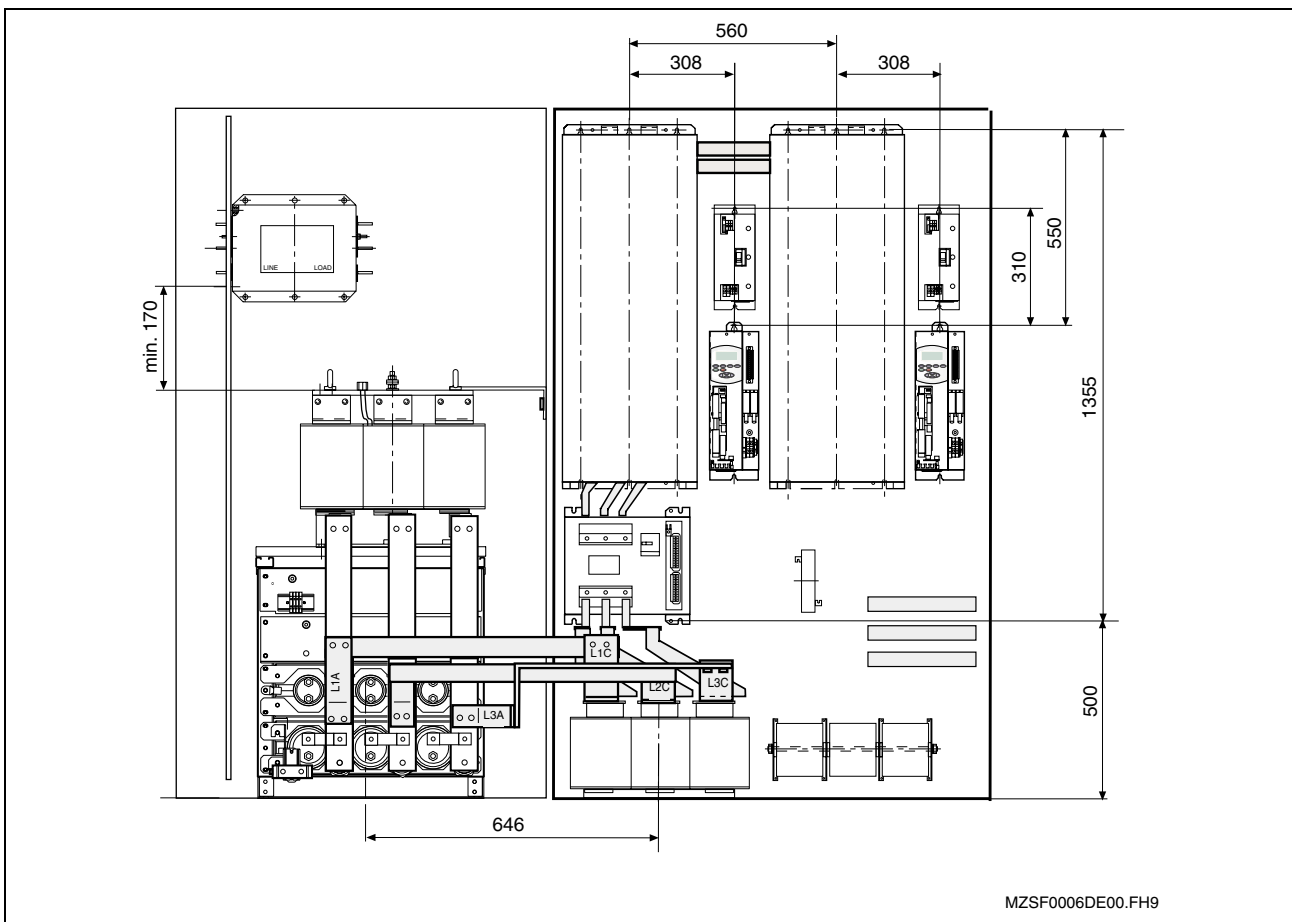 560
308
308
LINE
LOAD
min. 170
310
550
1355
L1C
L1A
L2C
L3C
L3A
500
646
MZSF0006DE00.FH9